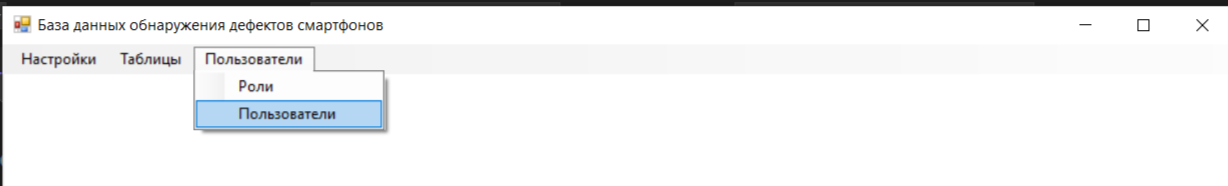 База данных обнаружения дефектов смартфонов
Настройки Таблицы Пользователи
Роли
Пользователи